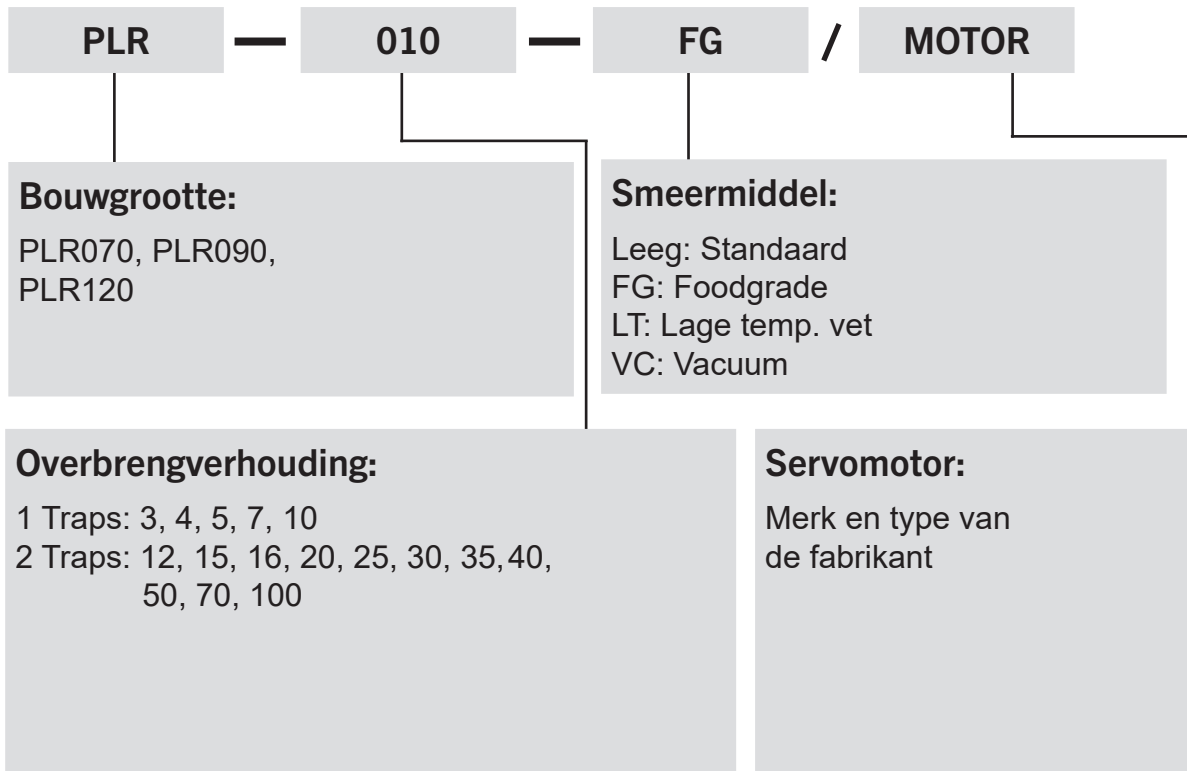 PLR — 010 — FG / MOTOR
Bouwgrootte:
PLR070, PLR090,
PLR120
Smeermiddel:
Leeg: Standaard
FG: Foodgrade
LT: Lage temp. vet
VC: Vacuum
Overbrengverhouding:
1 Traps: 3, 4, 5, 7, 10
2 Traps: 12, 15, 16, 20, 25, 30, 35, 40,
50, 70, 100
Servomotor:
Merk en type van
de fabrikant